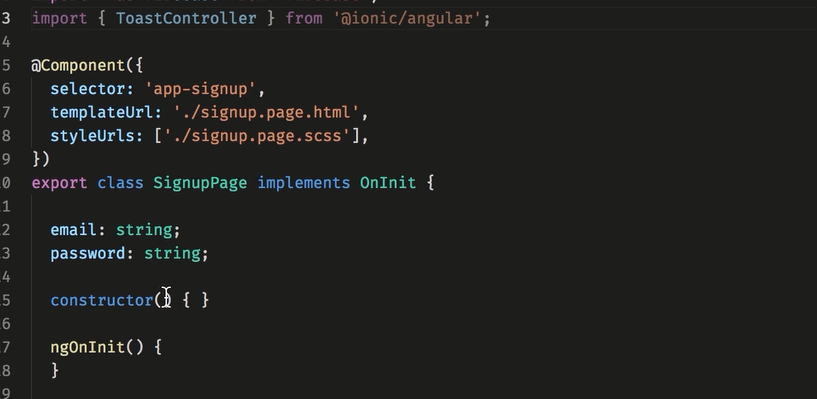 3 import { ToastController } from '@ionic/angular';
4
5 @Component({
6 selector: 'app-signup',
7 templateUrl: './signup.page.html',
8 styleUrls: ['./signup.page.scss'],
9 })
0 export class SignupPage implements OnInit {
1
2 email: string;
3 password: string;
4
5 constructor() { }
6
7 ngOnInit() {
8 }
9